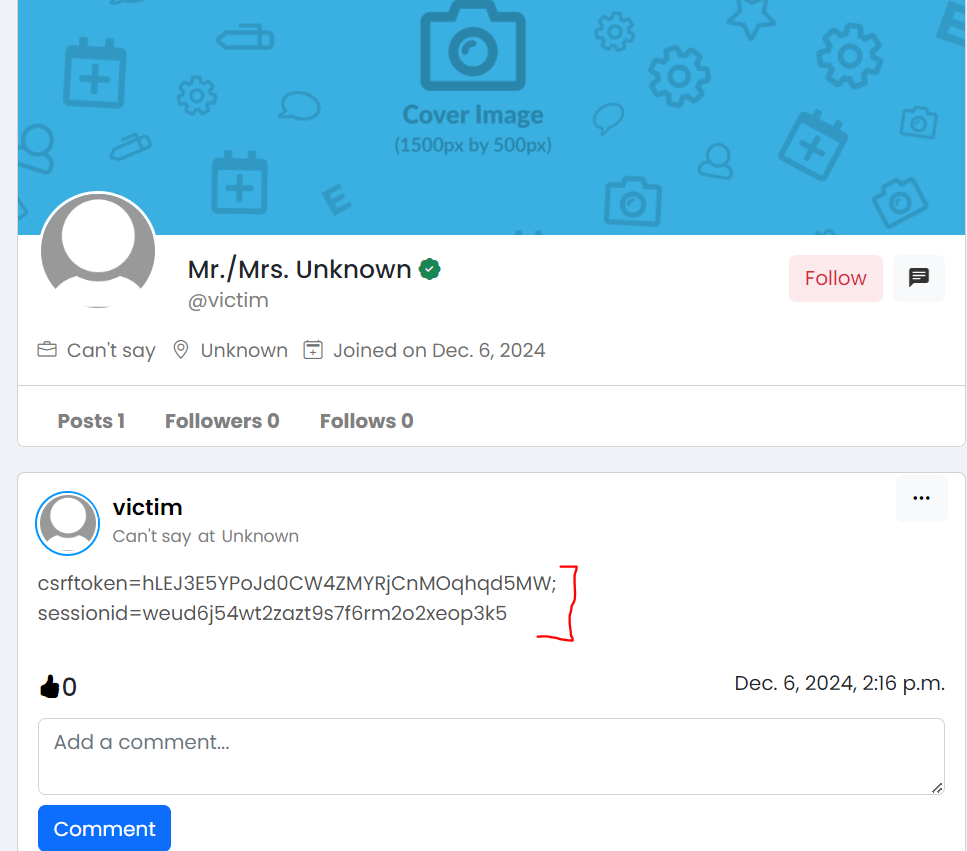 Cover Image
(1500px by 500px)
Mr./Mrs. Unknown
@victim
Follow
Can't say Unknown Joined on Dec. 6, 2024
Posts 1 Followers 0 Follows 0
victim
Can't say at Unknown
csrftoken=hLEJ3E5YPoJd0CW4ZMYRjCnMOqhqd5MW;
sessionid=weud6j54wt2zazt9s7f6rm2o2xeop3k5
0
Dec. 6, 2024, 2:16 p.m.
Add a comment...
Comment